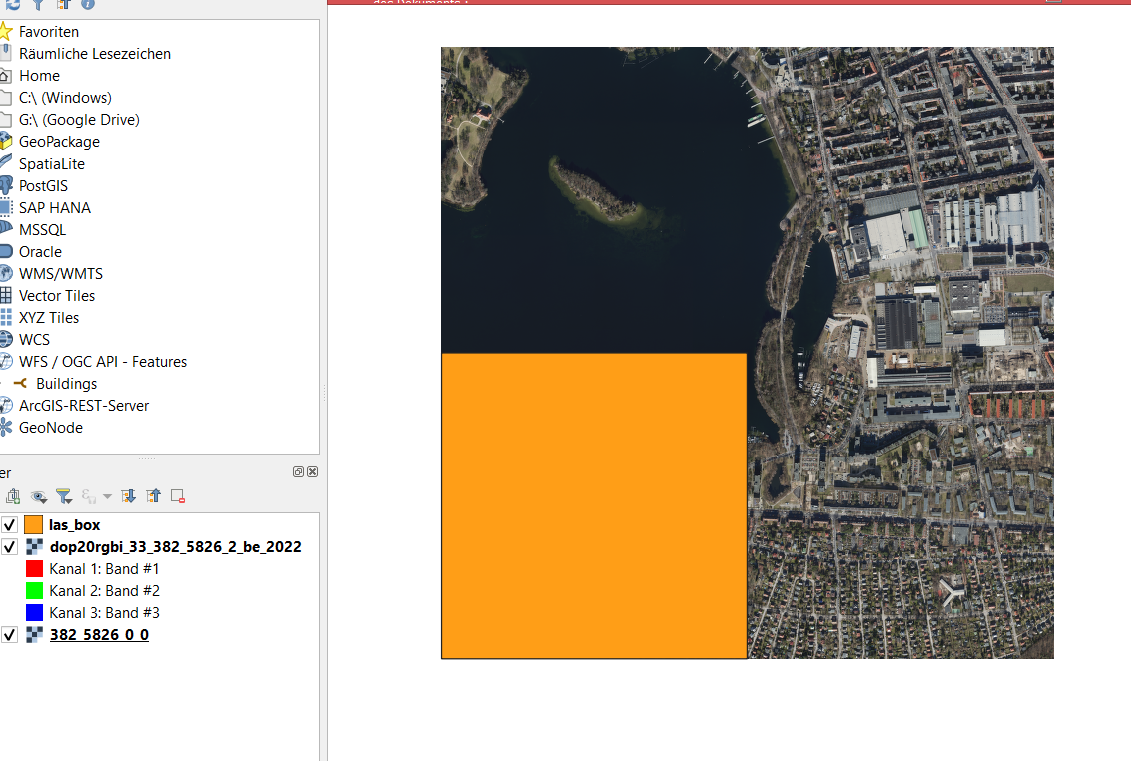 Favoriten
Räumliche Lesezeichen
Home
C:\ (Windows)
G:\ (Google Drive)
GeoPackage
SpatiaLite
PostGIS
SAP HANA
MSSQL
Oracle
WMS/WMTS
Vector Tiles
XYZ Tiles
WCS
WFS / OGC API - Features
Buildings
ArcGIS-REST-Server
GeoNode
er
las_box
dop20rgbi_33_382_5826_2_be_2022
Kanal 1: Band #1
Kanal 2: Band #2
Kanal 3: Band #3
382_5826_0_0